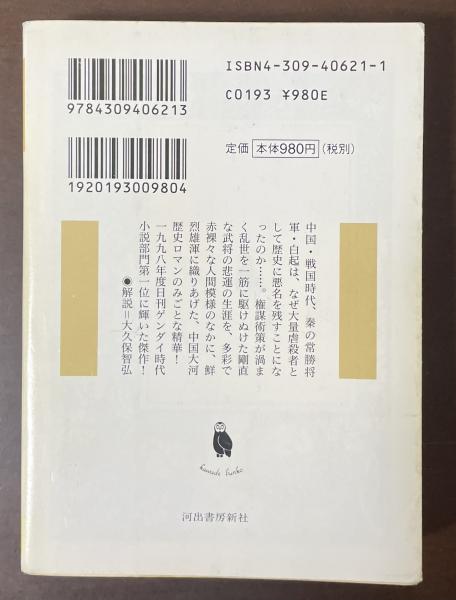 ISBN4-309-40621-1
9784309406213
C0193 ¥980E
定価 本体980円(税別)
1920193009804
中国・戦国時代、秦の常勝将
軍・白起は、なぜ大量虐殺者と
して歴史に悪名を残すことにな
ったのか……。権謀術策が渦ま
く乱世を一筋に駆けぬけた剛直
な武将の悲運の生涯を、多彩で
赤裸々な人間模様のなかに、鮮
烈雄渾に織りあげた、中国大河
歴史ロマンのみごとな精華!
一九九八年度日刊ゲンダイ時代
小説部門第一位に輝いた傑作!
●解説=大久保智弘
kawade bunko
河出書房新社